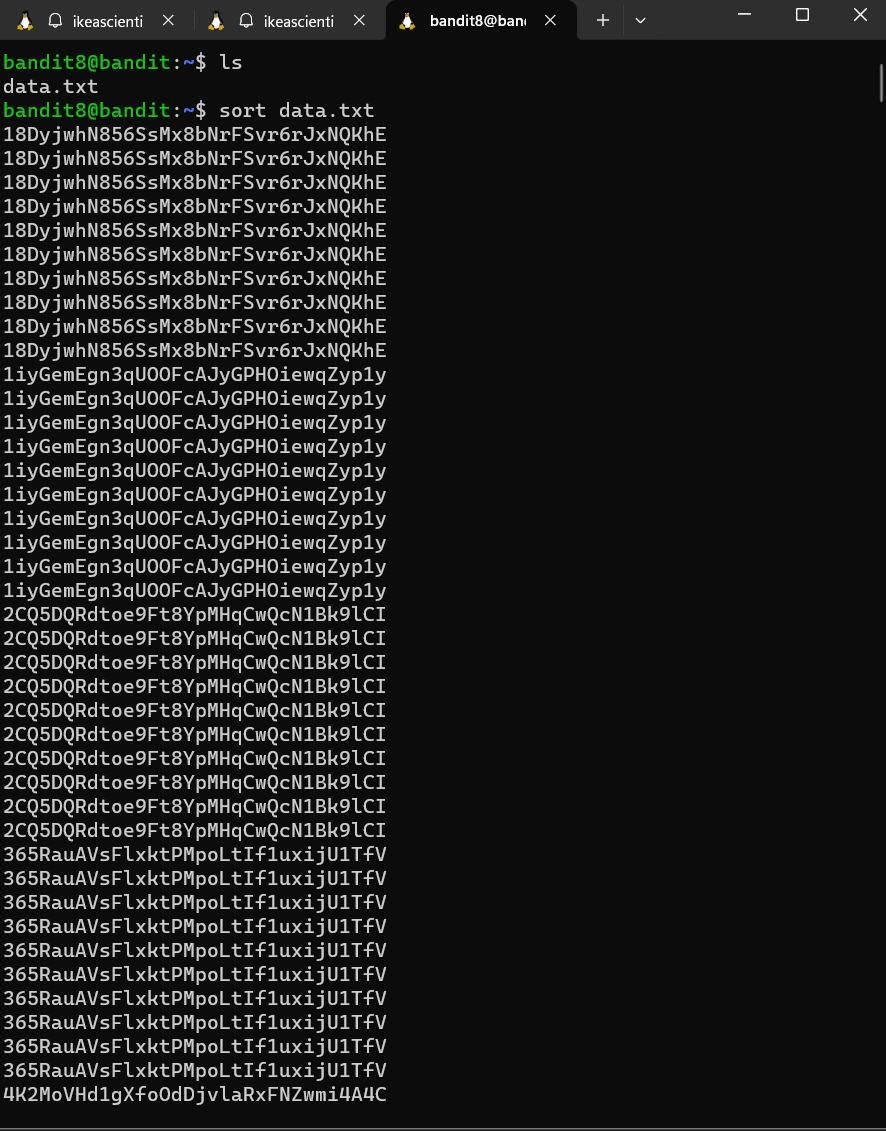 ikeascienti
ikeascienti
bandit8@ban
bandit8@bandit:~$ ls
data.txt
bandit8@bandit:~$ sort data.txt
18DyjwhN856SsMx8bNrFSvr6rJxNQKhE
18DyjwhN856SsMx8bNrFSvr6rJxNQKhE
18DyjwhN856SsMx8bNrFSvr6rJxNQKhE
18DyjwhN856SsMx8bNrFSvr6rJxNQKhE
18DyjwhN856SsMx8bNrFSvr6rJxNQKhE
18DyjwhN856SsMx8bNrFSvr6rJxNQKhE
18DyjwhN856SsMx8bNrFSvr6rJxNQKhE
18DyjwhN856SsMx8bNrFSvr6rJxNQKhE
18DyjwhN856SsMx8bNrFSvr6rJxNQKhE
18DyjwhN856SsMx8bNrFSvr6rJxNQKhE
1iyGemEgn3qUOOFcAJyGPHOiewqZyp1y
1iyGemEgn3qUOOFcAJyGPHOiewqZyp1y
1iyGemEgn3qUOOFcAJyGPHOiewqZyp1y
1iyGemEgn3qUOOFcAJyGPHOiewqZyp1y
1iyGemEgn3qUOOFcAJyGPHOiewqZyp1y
1iyGemEgn3qUOOFcAJyGPHOiewqZyp1y
1iyGemEgn3qUOOFcAJyGPHOiewqZyp1y
1iyGemEgn3qUOOFcAJyGPHOiewqZyp1y
1iyGemEgn3qUOOFcAJyGPHOiewqZyp1y
1iyGemEgn3qUOOFcAJyGPHOiewqZyp1y
2CQ5DQRdtoe9Ft8YpMHqCwQcN1Bk9lCI
2CQ5DQRdtoe9Ft8YpMHqCwQcN1Bk9lCI
2CQ5DQRdtoe9Ft8YpMHqCwQcN1Bk9lCI
2CQ5DQRdtoe9Ft8YpMHqCwQcN1Bk9lCI
2CQ5DQRdtoe9Ft8YpMHqCwQcN1Bk9lCI
2CQ5DQRdtoe9Ft8YpMHqCwQcN1Bk9lCI
2CQ5DQRdtoe9Ft8YpMHqCwQcN1Bk9lCI
2CQ5DQRdtoe9Ft8YpMHqCwQcN1Bk9lCI
2CQ5DQRdtoe9Ft8YpMHqCwQcN1Bk9lCI
2CQ5DQRdtoe9Ft8YpMHqCwQcN1Bk9lCI
365RauAVsFlxktPMpoLtIf1uxijU1TfV
365RauAVsFlxktPMpoLtIf1uxijU1TfV
365RauAVsFlxktPMpoLtIf1uxijU1TfV
365RauAVsFlxktPMpoLtIf1uxijU1TfV
365RauAVsFlxktPMpoLtIf1uxijU1TfV
365RauAVsFlxktPMpoLtIf1uxijU1TfV
365RauAVsFlxktPMpoLtIf1uxijU1TfV
365RauAVsFlxktPMpoLtIf1uxijU1TfV
365RauAVsFlxktPMpoLtIf1uxijU1TfV
365RauAVsFlxktPMpoLtIf1uxijU1TfV
4K2MoVHd1gXfoOdDjvlaRxFNZwmi4A4C